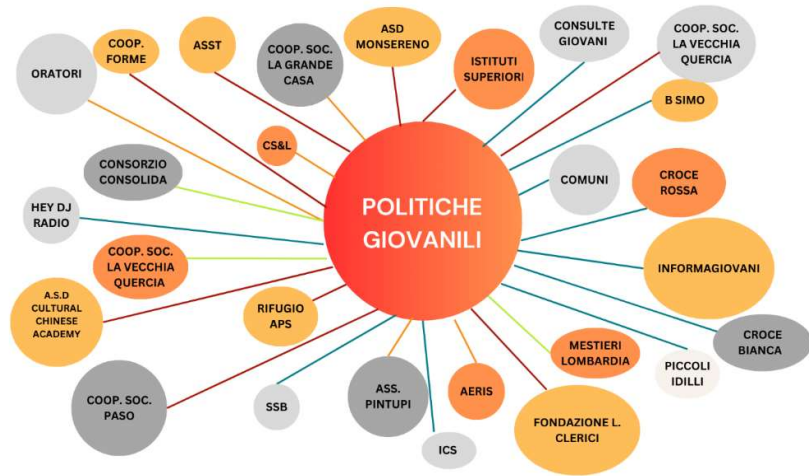 ORATORI
COOP.
FORME
ASST
COOP. SOC.
LA GRANDE
CASA
ASD
MONSERENO
ISTITUTI
SUPERIORI
CONSULTE
GIOVANI
COOP. SOC.
LA VECCHIA
QUERCIA
B SIMO
CS&L
CONSORZIO
CONSOLIDA
COMUNI
CROCE
ROSSA
HEY DJ
RADIO
POLITICHE
GIOVANILI
COOP. SOC.
LA VECCHIA
QUERCIA
INFORMAGIOVANI
A.S.D
CULTURAL
CHINESE
ACADEMY
RIFUGIO
APS
CROCE
BIANCA
MESTIERI
LOMBARDIA
PICCOLI
IDILLI
COOP. SOC.
PASO
SSB
ASS.
PINTUPI
AERIS
FONDAZIONE L.
CLERICI
ICS